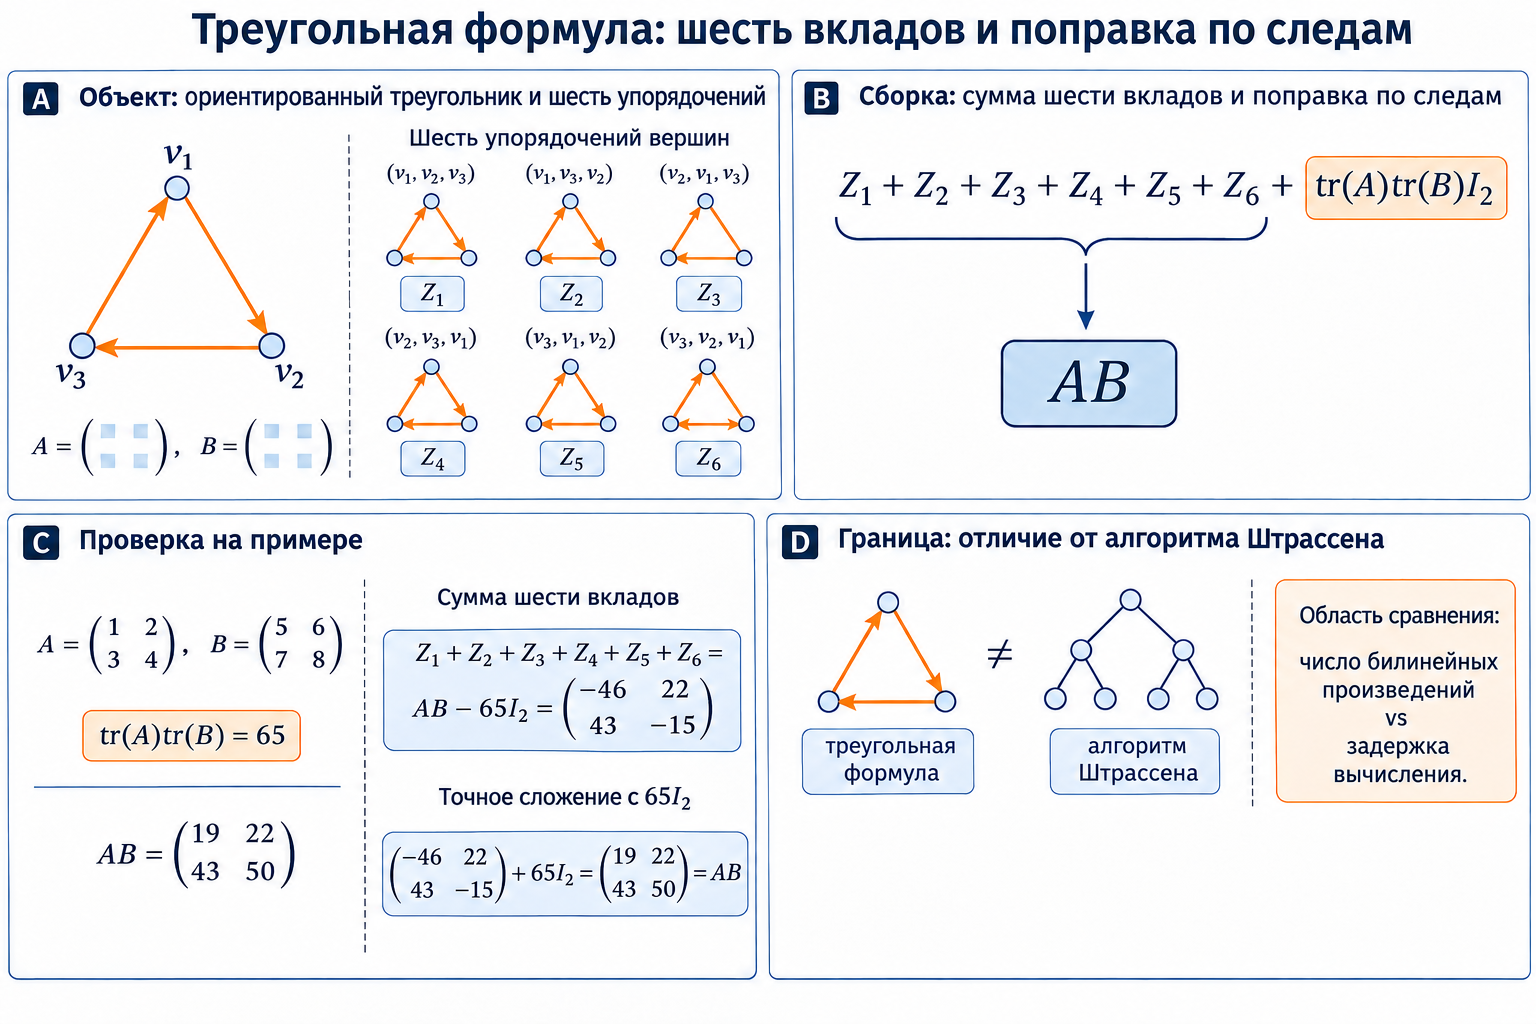 Треугольная формула: шесть вкладов и поправка по следам
A Объект: ориентированный треугольник и шесть упорядочений
v₁
v₃
v₂
A = ( ), B = ( )
Шесть упорядочений вершин
(v₁, v₂, v₃) (v₁, v₃, v₂) (v₂, v₁, v₃)
Z₁ Z₂ Z₃
(v₂, v₃, v₁) (v₃, v₁, v₂) (v₃, v₂, v₁)
Z₄ Z₅ Z₆
B Сборка: сумма шести вкладов и поправка по следам
Z₁ + Z₂ + Z₃ + Z₄ + Z₅ + Z₆ + tr(A)tr(B)I₂
AB
C Проверка на примере
A = (1 2
3 4), B = (5 6
7 8)
tr(A)tr(B) = 65
AB = (19 22
43 50)
Сумма шести вкладов
Z₁ + Z₂ + Z₃ + Z₄ + Z₅ + Z₆ =
AB − 65I₂ = (−46 22
43 −15)
Точное сложение с 65I₂
(−46 22
43 −15) + 65I₂ = (19 22
43 50) = AB
D Граница: отличие от алгоритма Штрассена
≠
треугольная
формула
алгоритм
Штрассена
Область сравнения:
число билинейных
произведений
vs
задержка
вычисления.